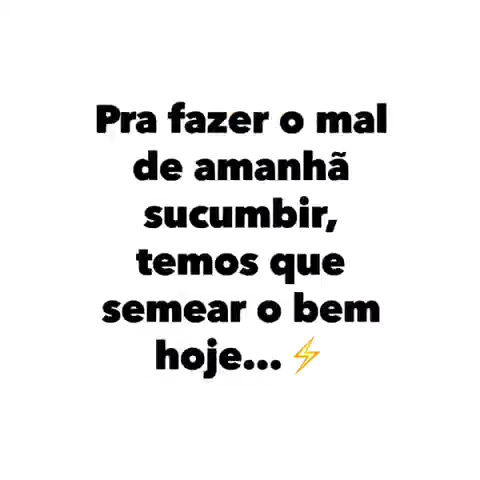 Pra fazer o mal
de amanhã
sucumbir,
temos que
semear o bem
hoje...⚡